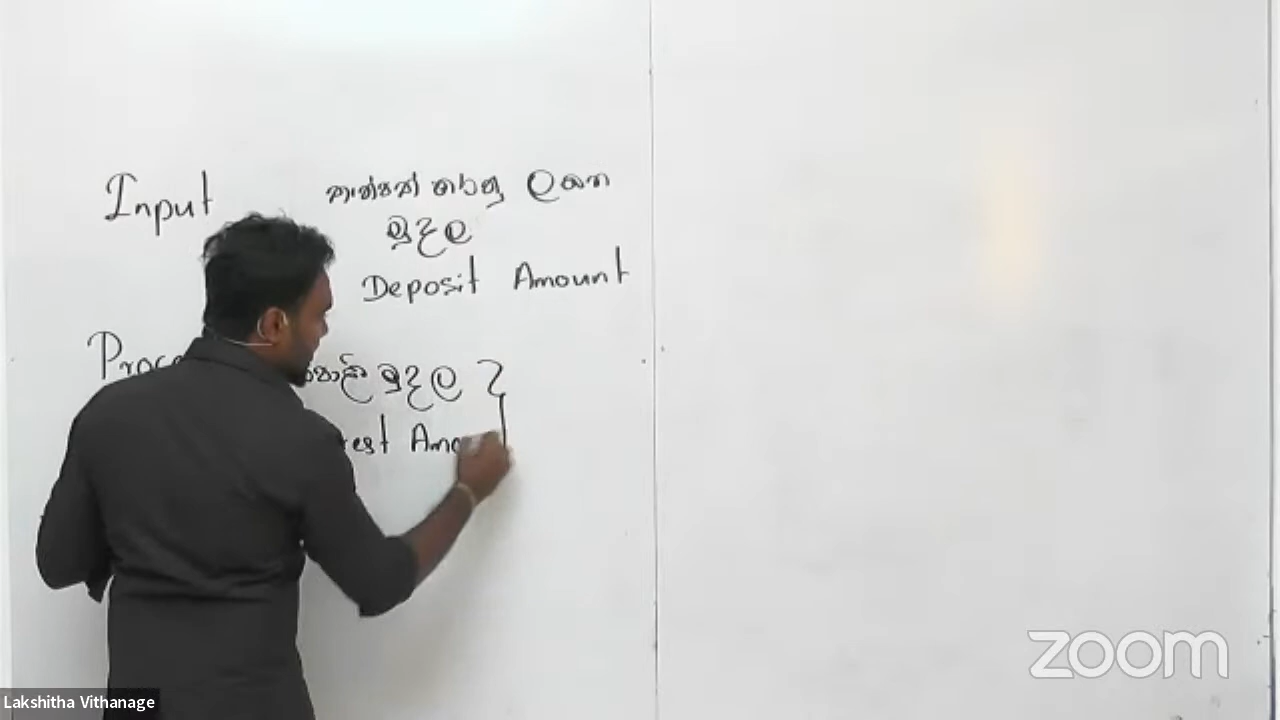 Input
තැන්පත් කරනු ලබන
මුදල
Deposit Amount
මුදල ද
Lakshitha Vithanage
zoom